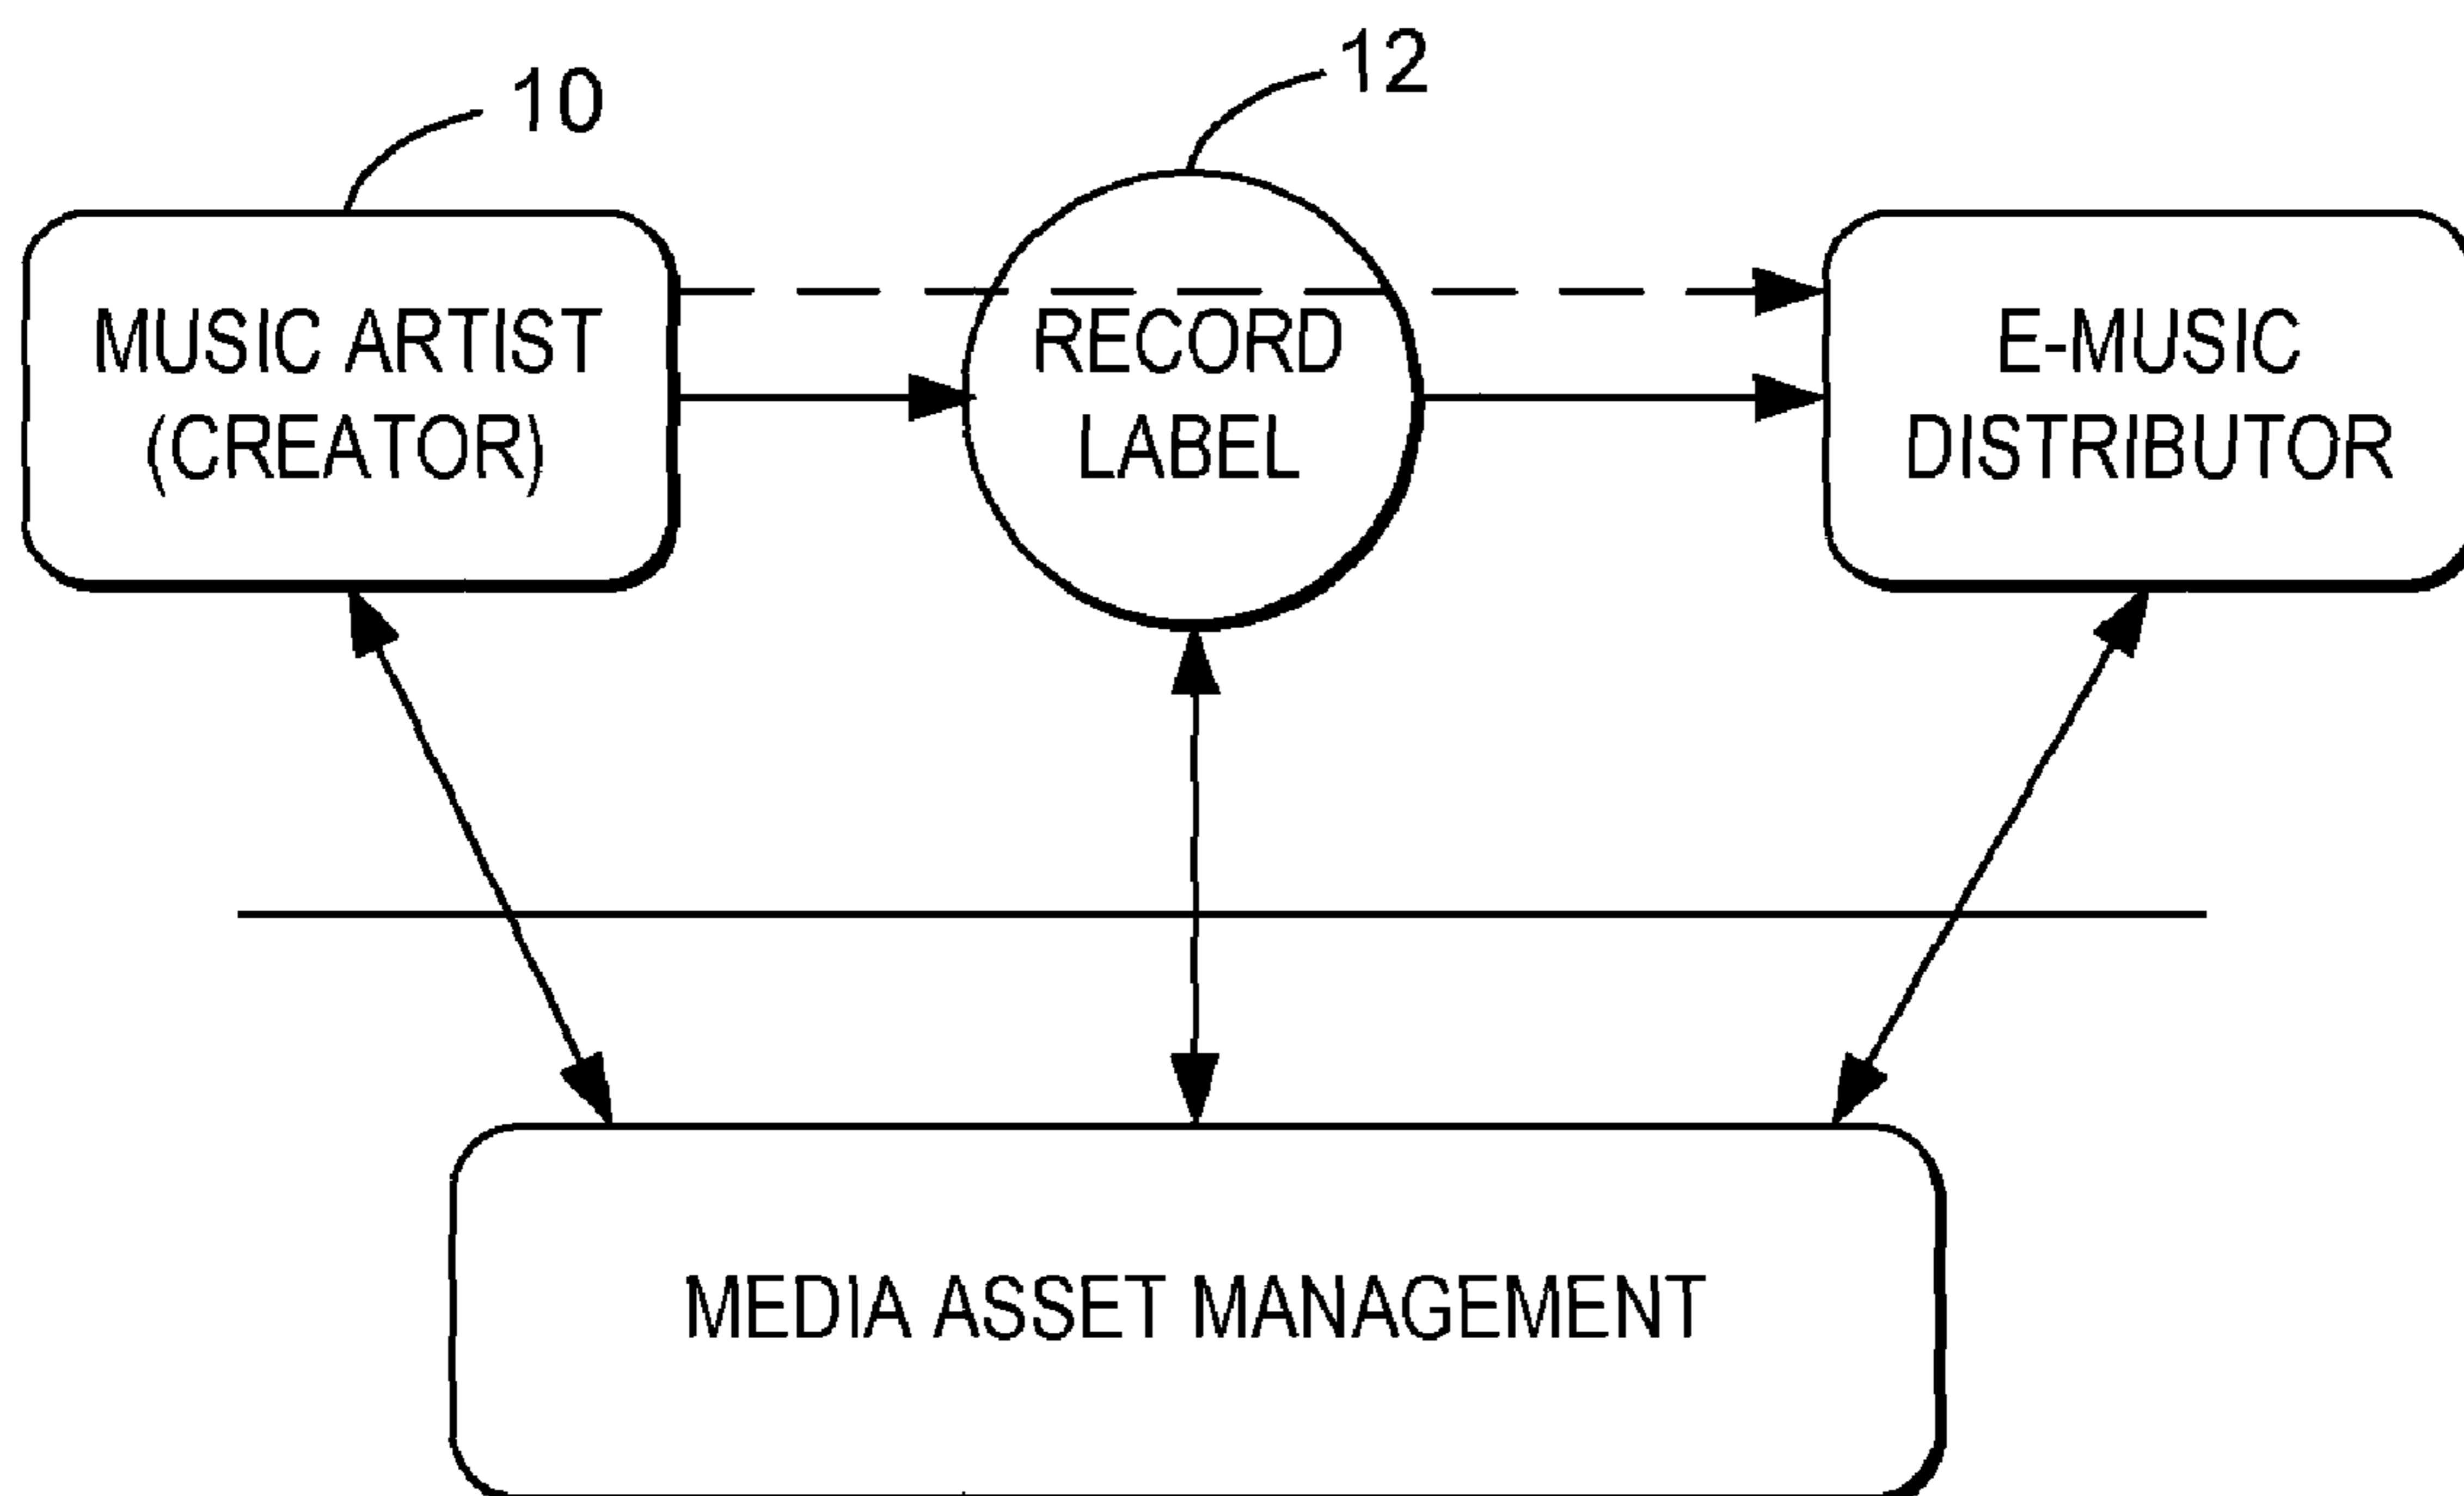 10
12
MUSIC ARTIST
(CREATOR)
RECORD
LABEL
E-MUSIC
DISTRIBUTOR
MEDIA ASSET MANAGEMENT